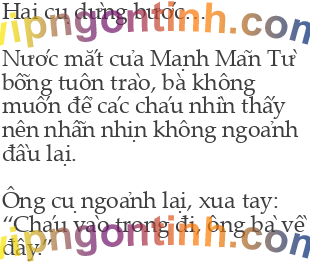 Hai cụ dừng bước…
vipngontinh.com
Nước mắt của Mạnh Mãn Từ
bỗng tuôn trào, bà không
muốn để các cháu nhìn thấy
nên nhẫn nhịn không ngoảnh
đầu lại.
Ông cụ ngoảnh lại, xua tay:
“Cháu vào trong đi, ông bà về
đây.”
vipngontinh.com